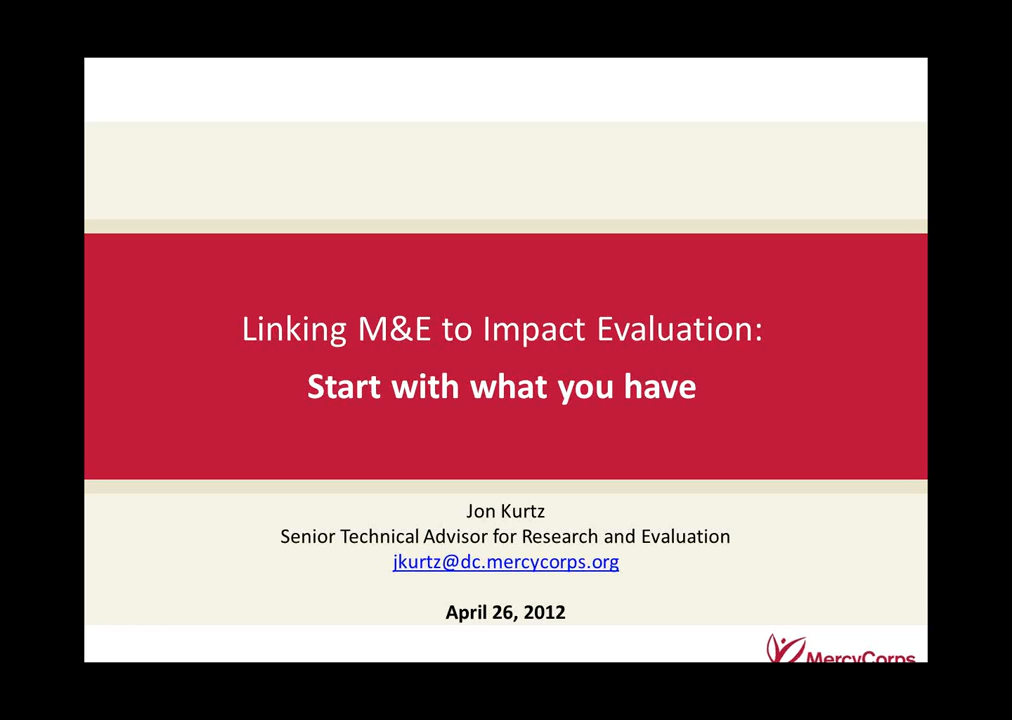 Linking M&E to Impact Evaluation:
Start with what you have
Jon Kurtz
Senior Technical Advisor for Research and Evaluation
jkurtz@dc.mercycorps.org
April 26, 2012
MercyCorps